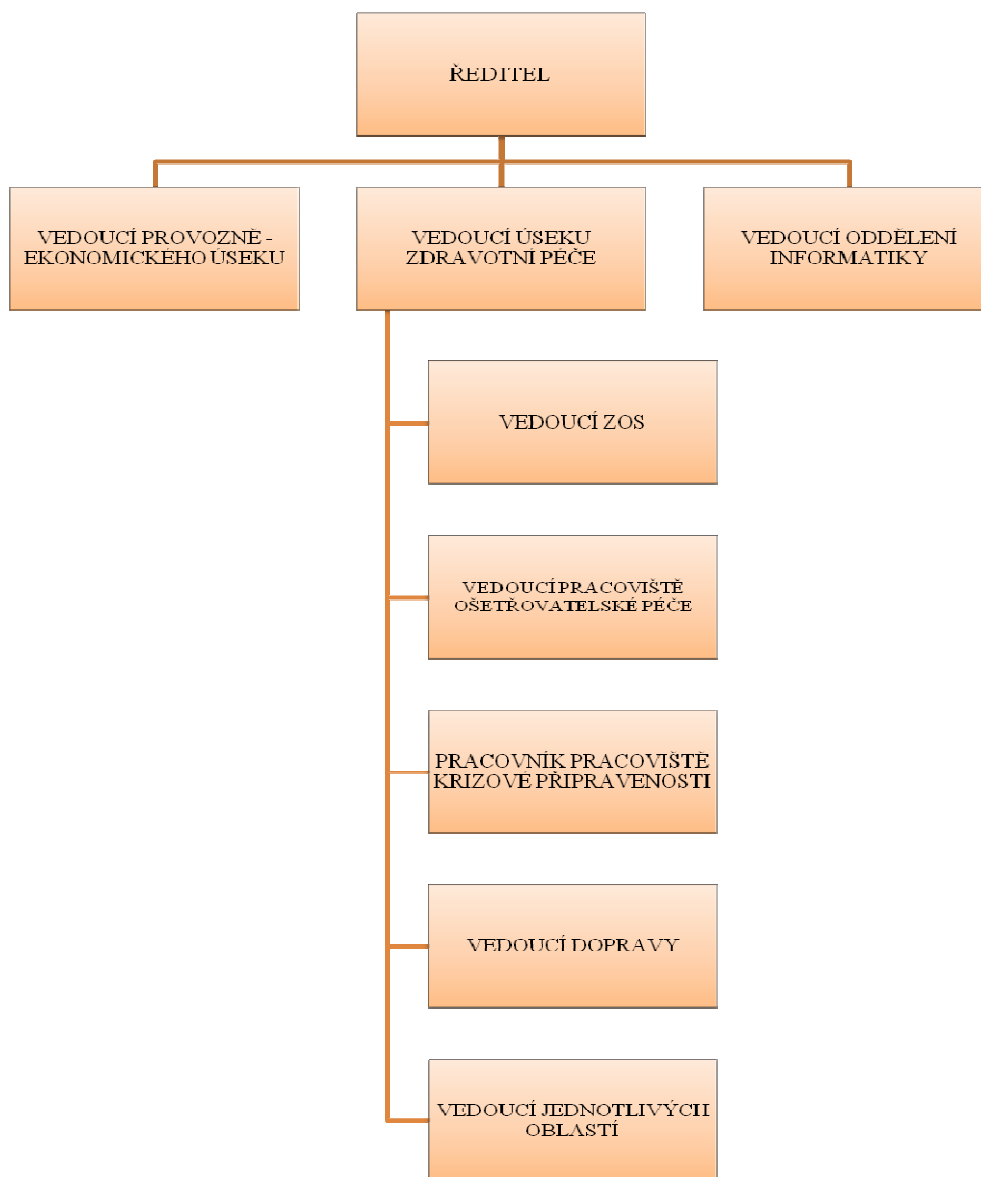 ŘEDITEL
VEDOUCÍ PROVOZNĚ -
EKONOMICKÉHO ÚSEKU
VEDOUCÍ ÚSEKU
ZDRAVOTNÍ PÉČE
VEDOUCÍ ODDĚLENÍ
INFORMATIKY
VEDOUCÍ ZOS
VEDOUCÍ PRACOVIŠTĚ
OŠETŘOVATELSKÉ PÉČE
PRACOVNÍK PRACOVIŠTĚ
KRIZOVÉ PŘIPRAVENOSTI
VEDOUCÍ DOPRAVY
VEDOUCÍ JEDNOTLIVÝCH
OBLASTÍ